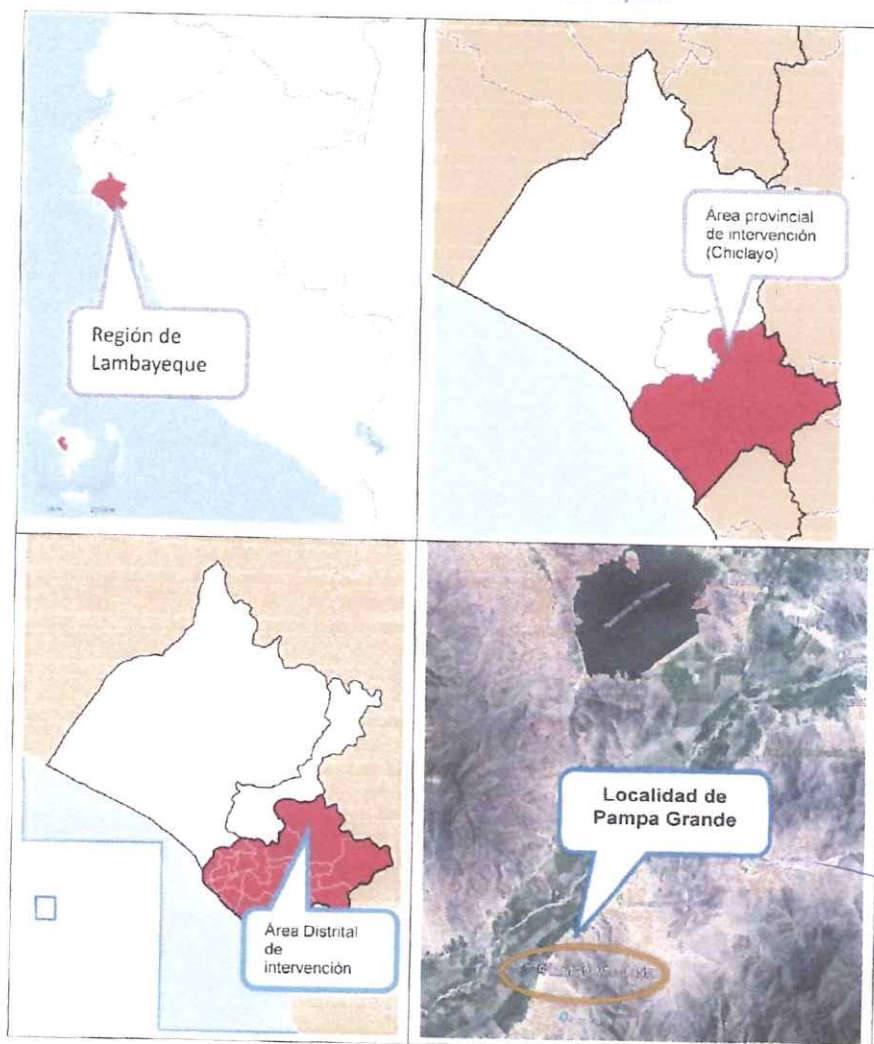 Región de
Lambayeque
Área provincial
de intervención
(Chiclayo)
Área Distrital
de
intervención
Localidad de
Pampa Grande